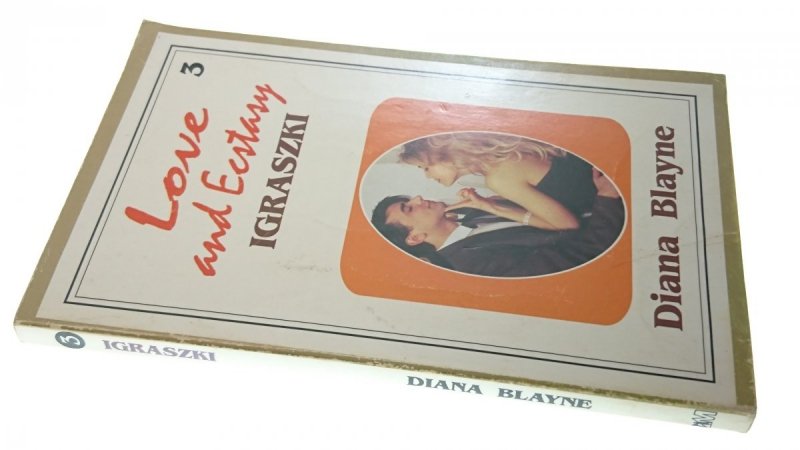 3
Love
and Ecstasy
IGRASZKI
Diana Blayne
3 IGRASZKI DIANA BLAYNE